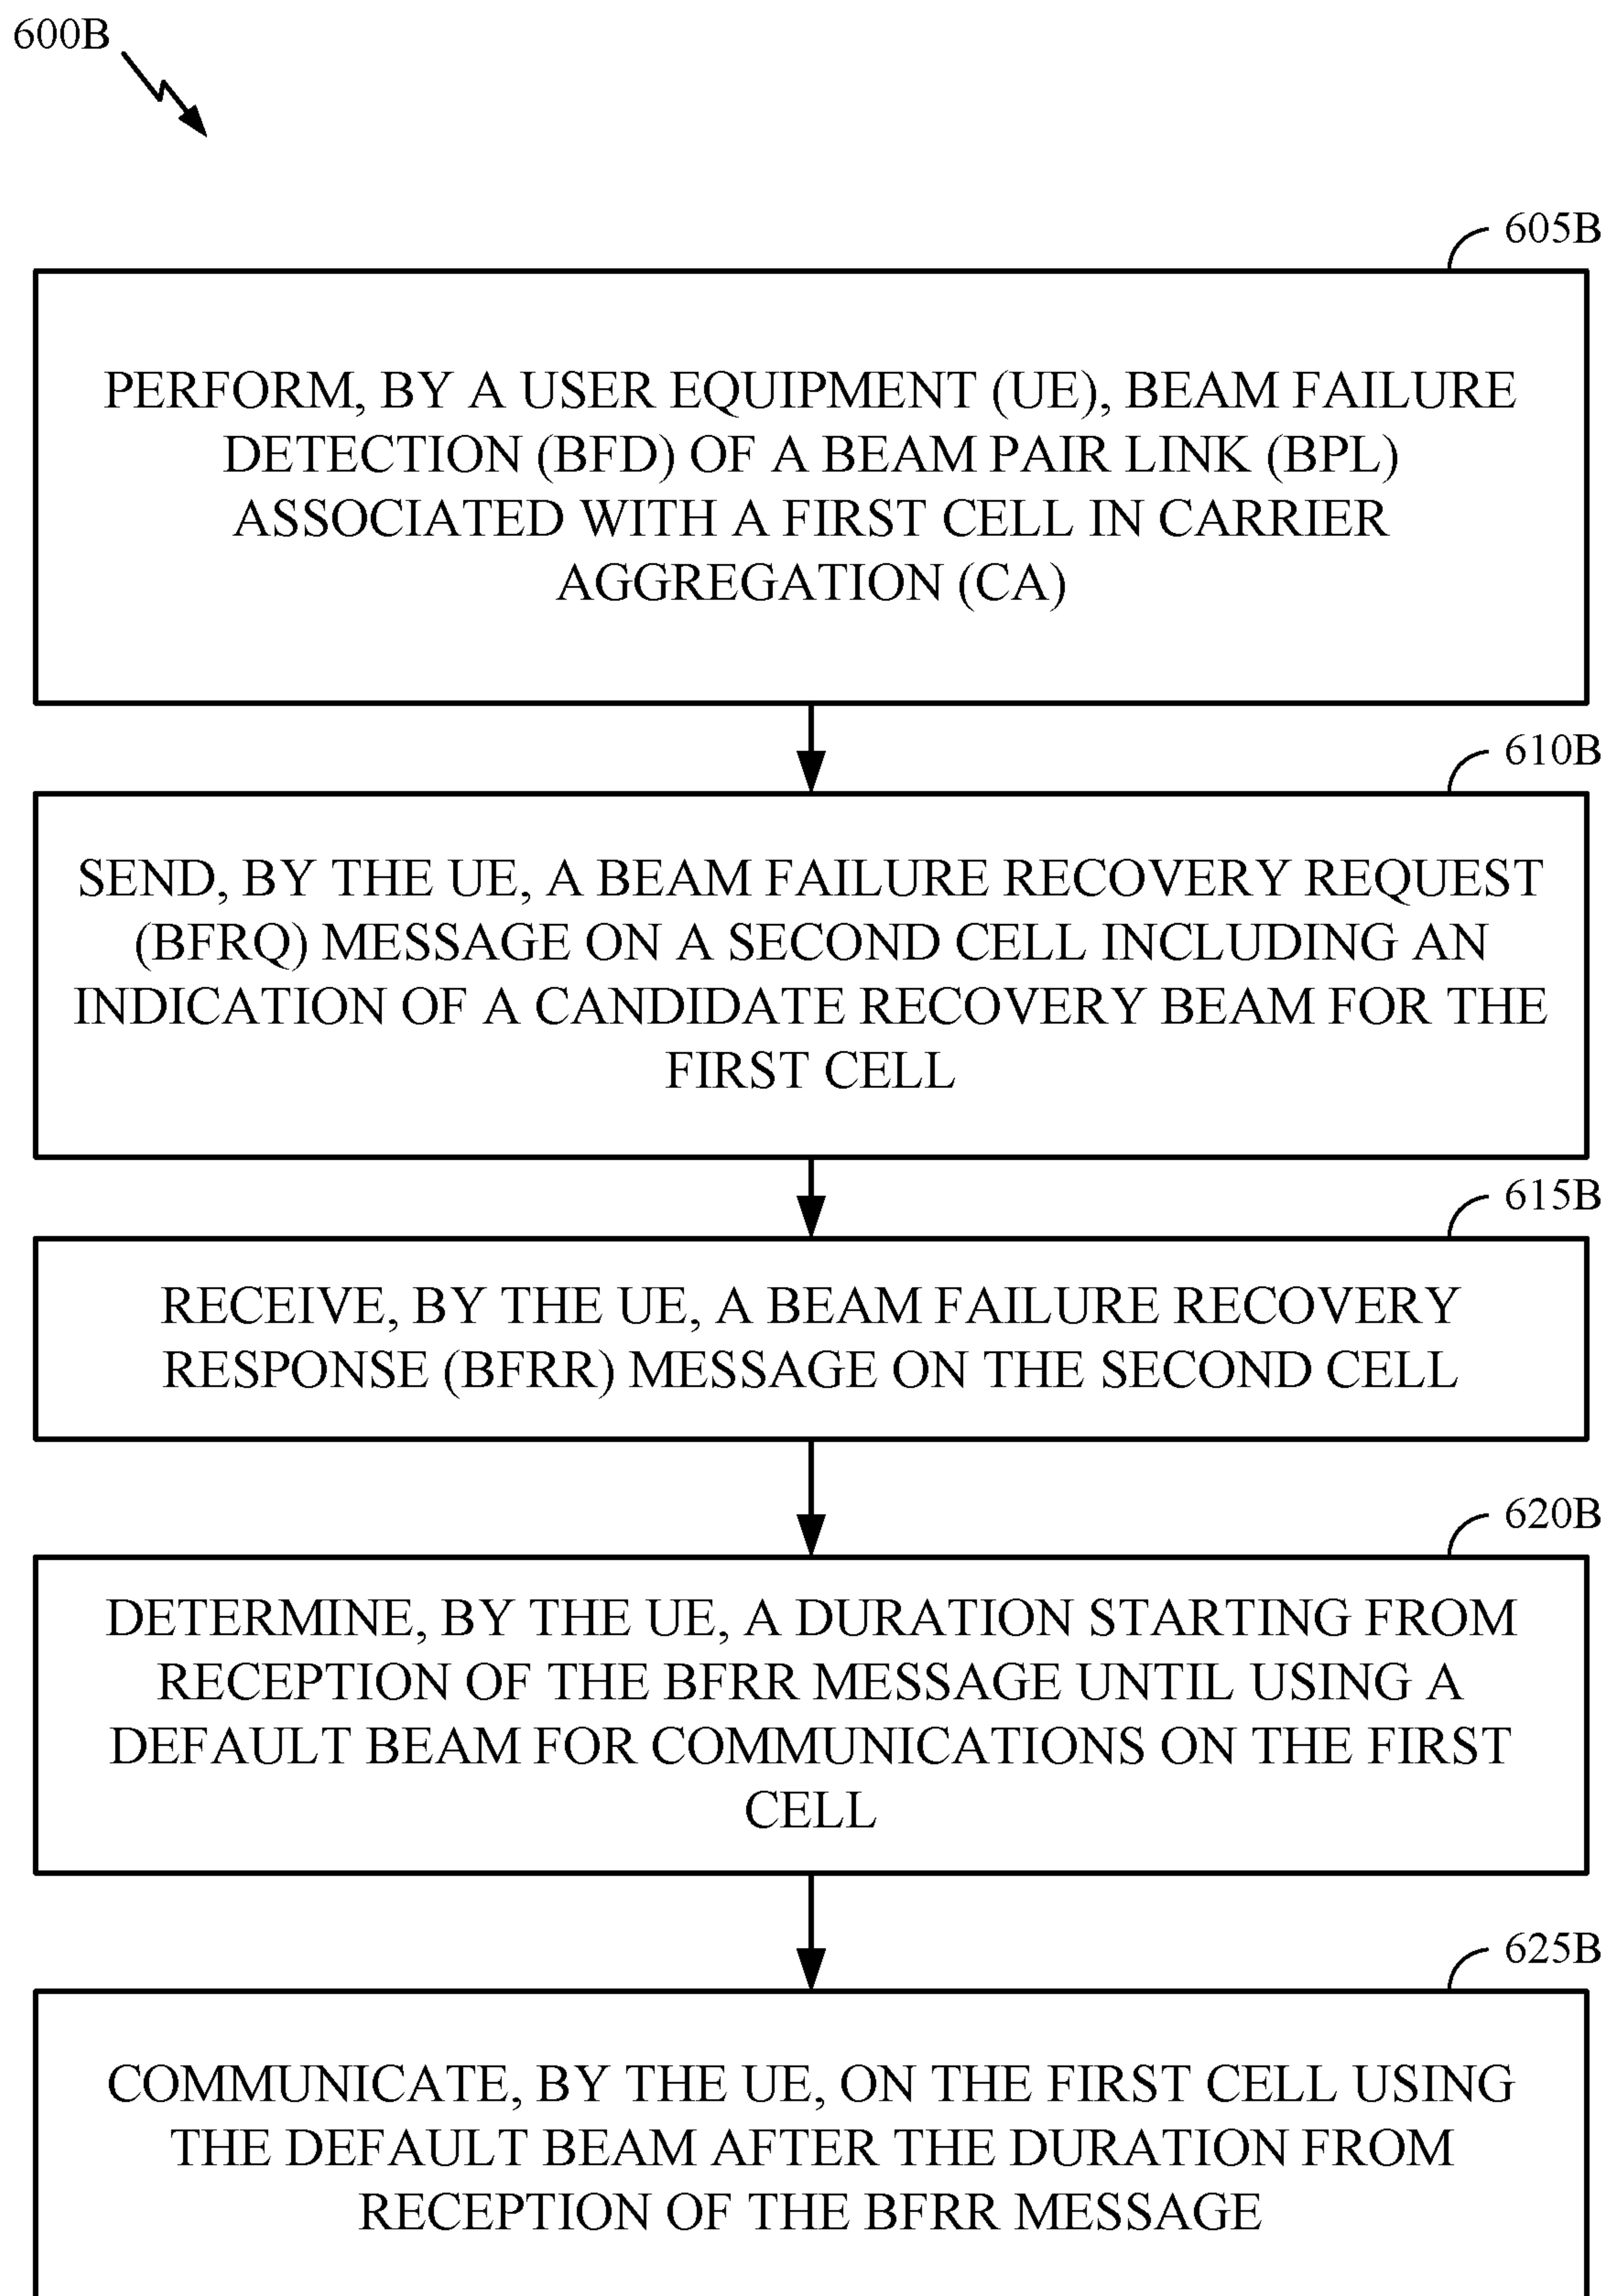 600B
605B
PERFORM, BY A USER EQUIPMENT (UE), BEAM FAILURE
DETECTION (BFD) OF A BEAM PAIR LINK (BPL)
ASSOCIATED WITH A FIRST CELL IN CARRIER
AGGREGATION (CA)
610B
SEND, BY THE UE, A BEAM FAILURE RECOVERY REQUEST
(BFRQ) MESSAGE ON A SECOND CELL INCLUDING AN
INDICATION OF A CANDIDATE RECOVERY BEAM FOR THE
FIRST CELL
615B
RECEIVE, BY THE UE, A BEAM FAILURE RECOVERY
RESPONSE (BFRR) MESSAGE ON THE SECOND CELL
620B
DETERMINE, BY THE UE, A DURATION STARTING FROM
RECEPTION OF THE BFRR MESSAGE UNTIL USING A
DEFAULT BEAM FOR COMMUNICATIONS ON THE FIRST
CELL
625B
COMMUNICATE, BY THE UE, ON THE FIRST CELL USING
THE DEFAULT BEAM AFTER THE DURATION FROM
RECEPTION OF THE BFRR MESSAGE